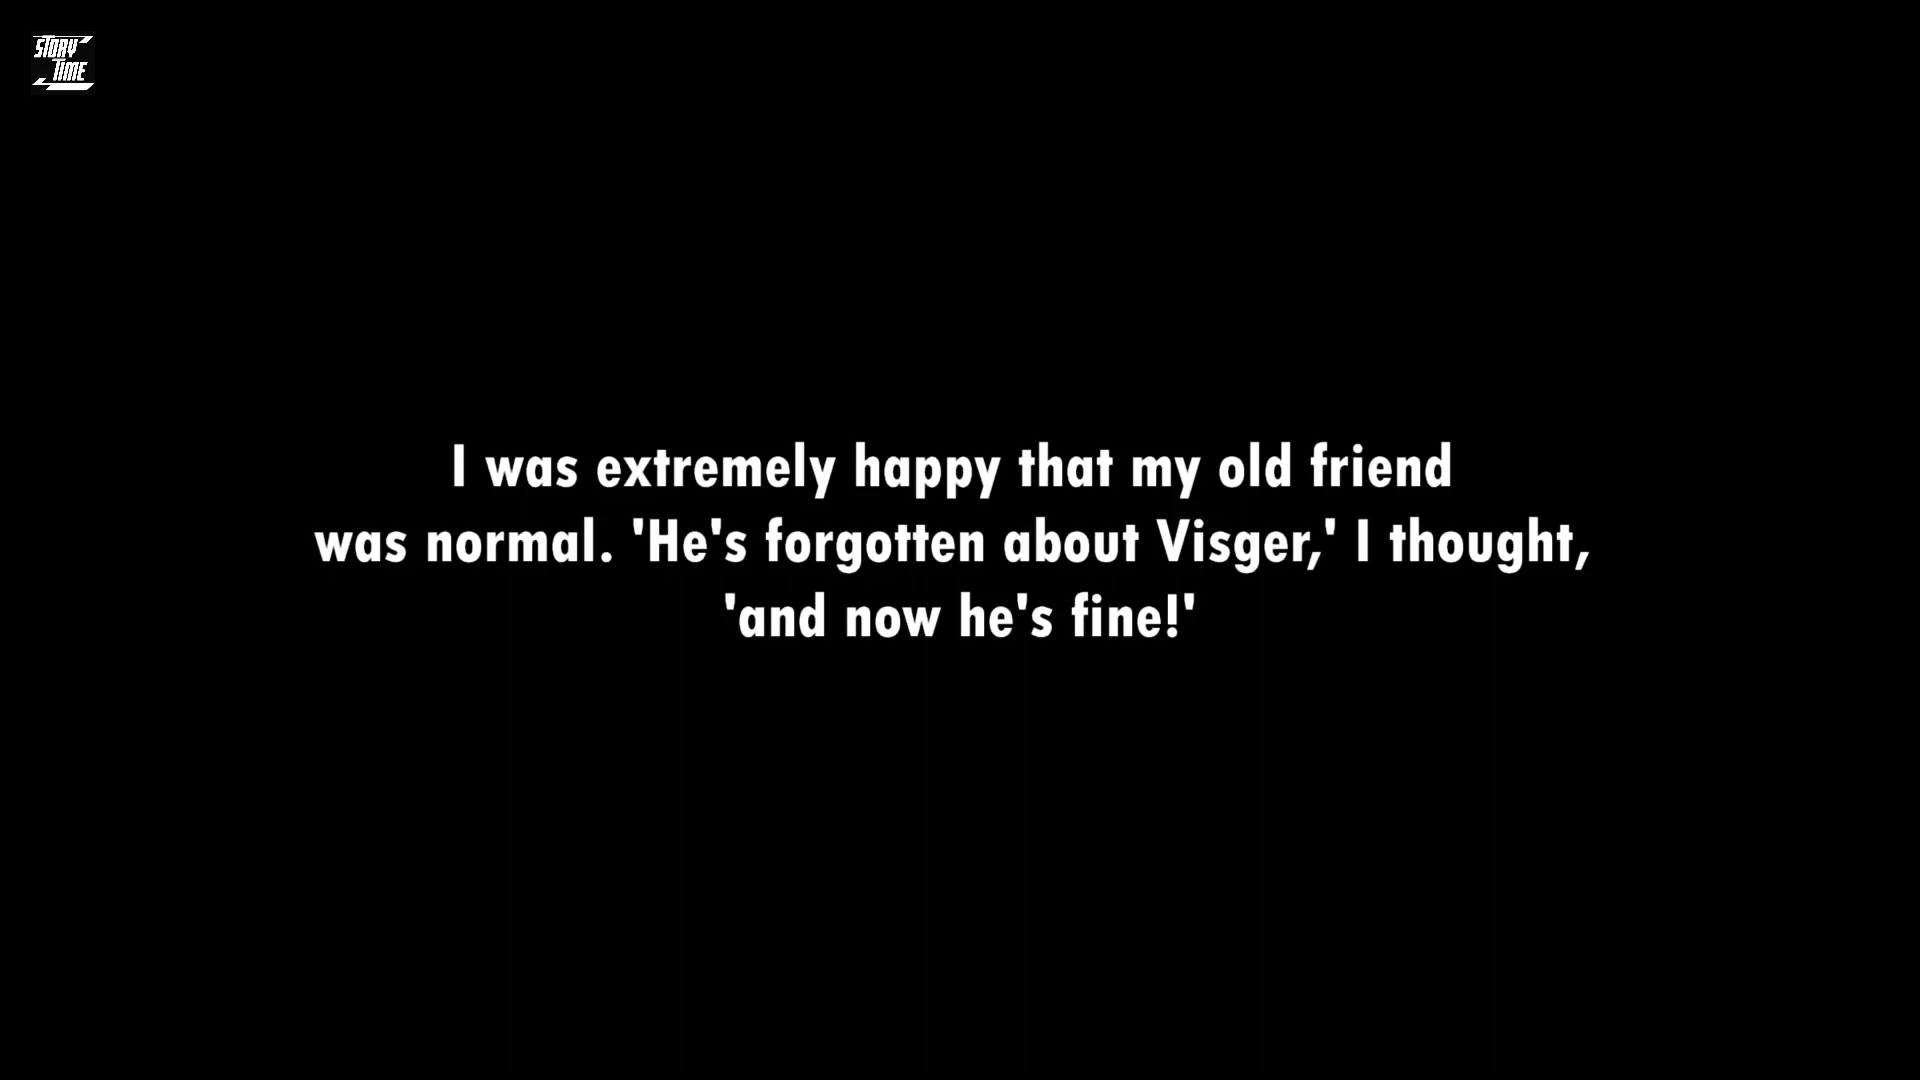 STORY
TIME
I was extremely happy that my old friend
was normal. 'He's forgotten about Visger,' I thought,
'and now he's fine!'